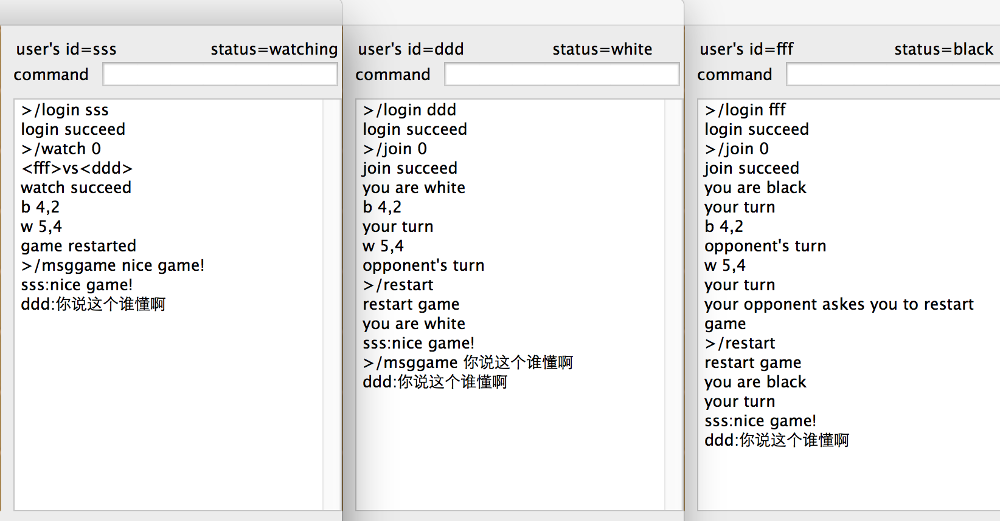 user's id=sss
status=watching
command
>/login sss
login succeed
>/watch 0
<fff>vs<ddd>
watch succeed
b 4,2
w 5,4
game restarted
>/msggame nice game!
sss:nice game!
ddd:你说这个谁懂啊
user's id=ddd
status=white
command
>/login ddd
login succeed
>/join 0
join succeed
you are white
b 4,2
your turn
w 5,4
opponent's turn
>/restart
restart game
you are white
sss:nice game!
>/msggame 你说这个谁懂啊
ddd:你说这个谁懂啊
user's id=fff
status=black
command
>/login fff
login succeed
>/join 0
join succeed
you are black
your turn
b 4,2
opponent's turn
w 5,4
your turn
your opponent askes you to restart
game
>/restart
restart game
you are black
your turn
sss:nice game!
ddd:你说这个谁懂啊